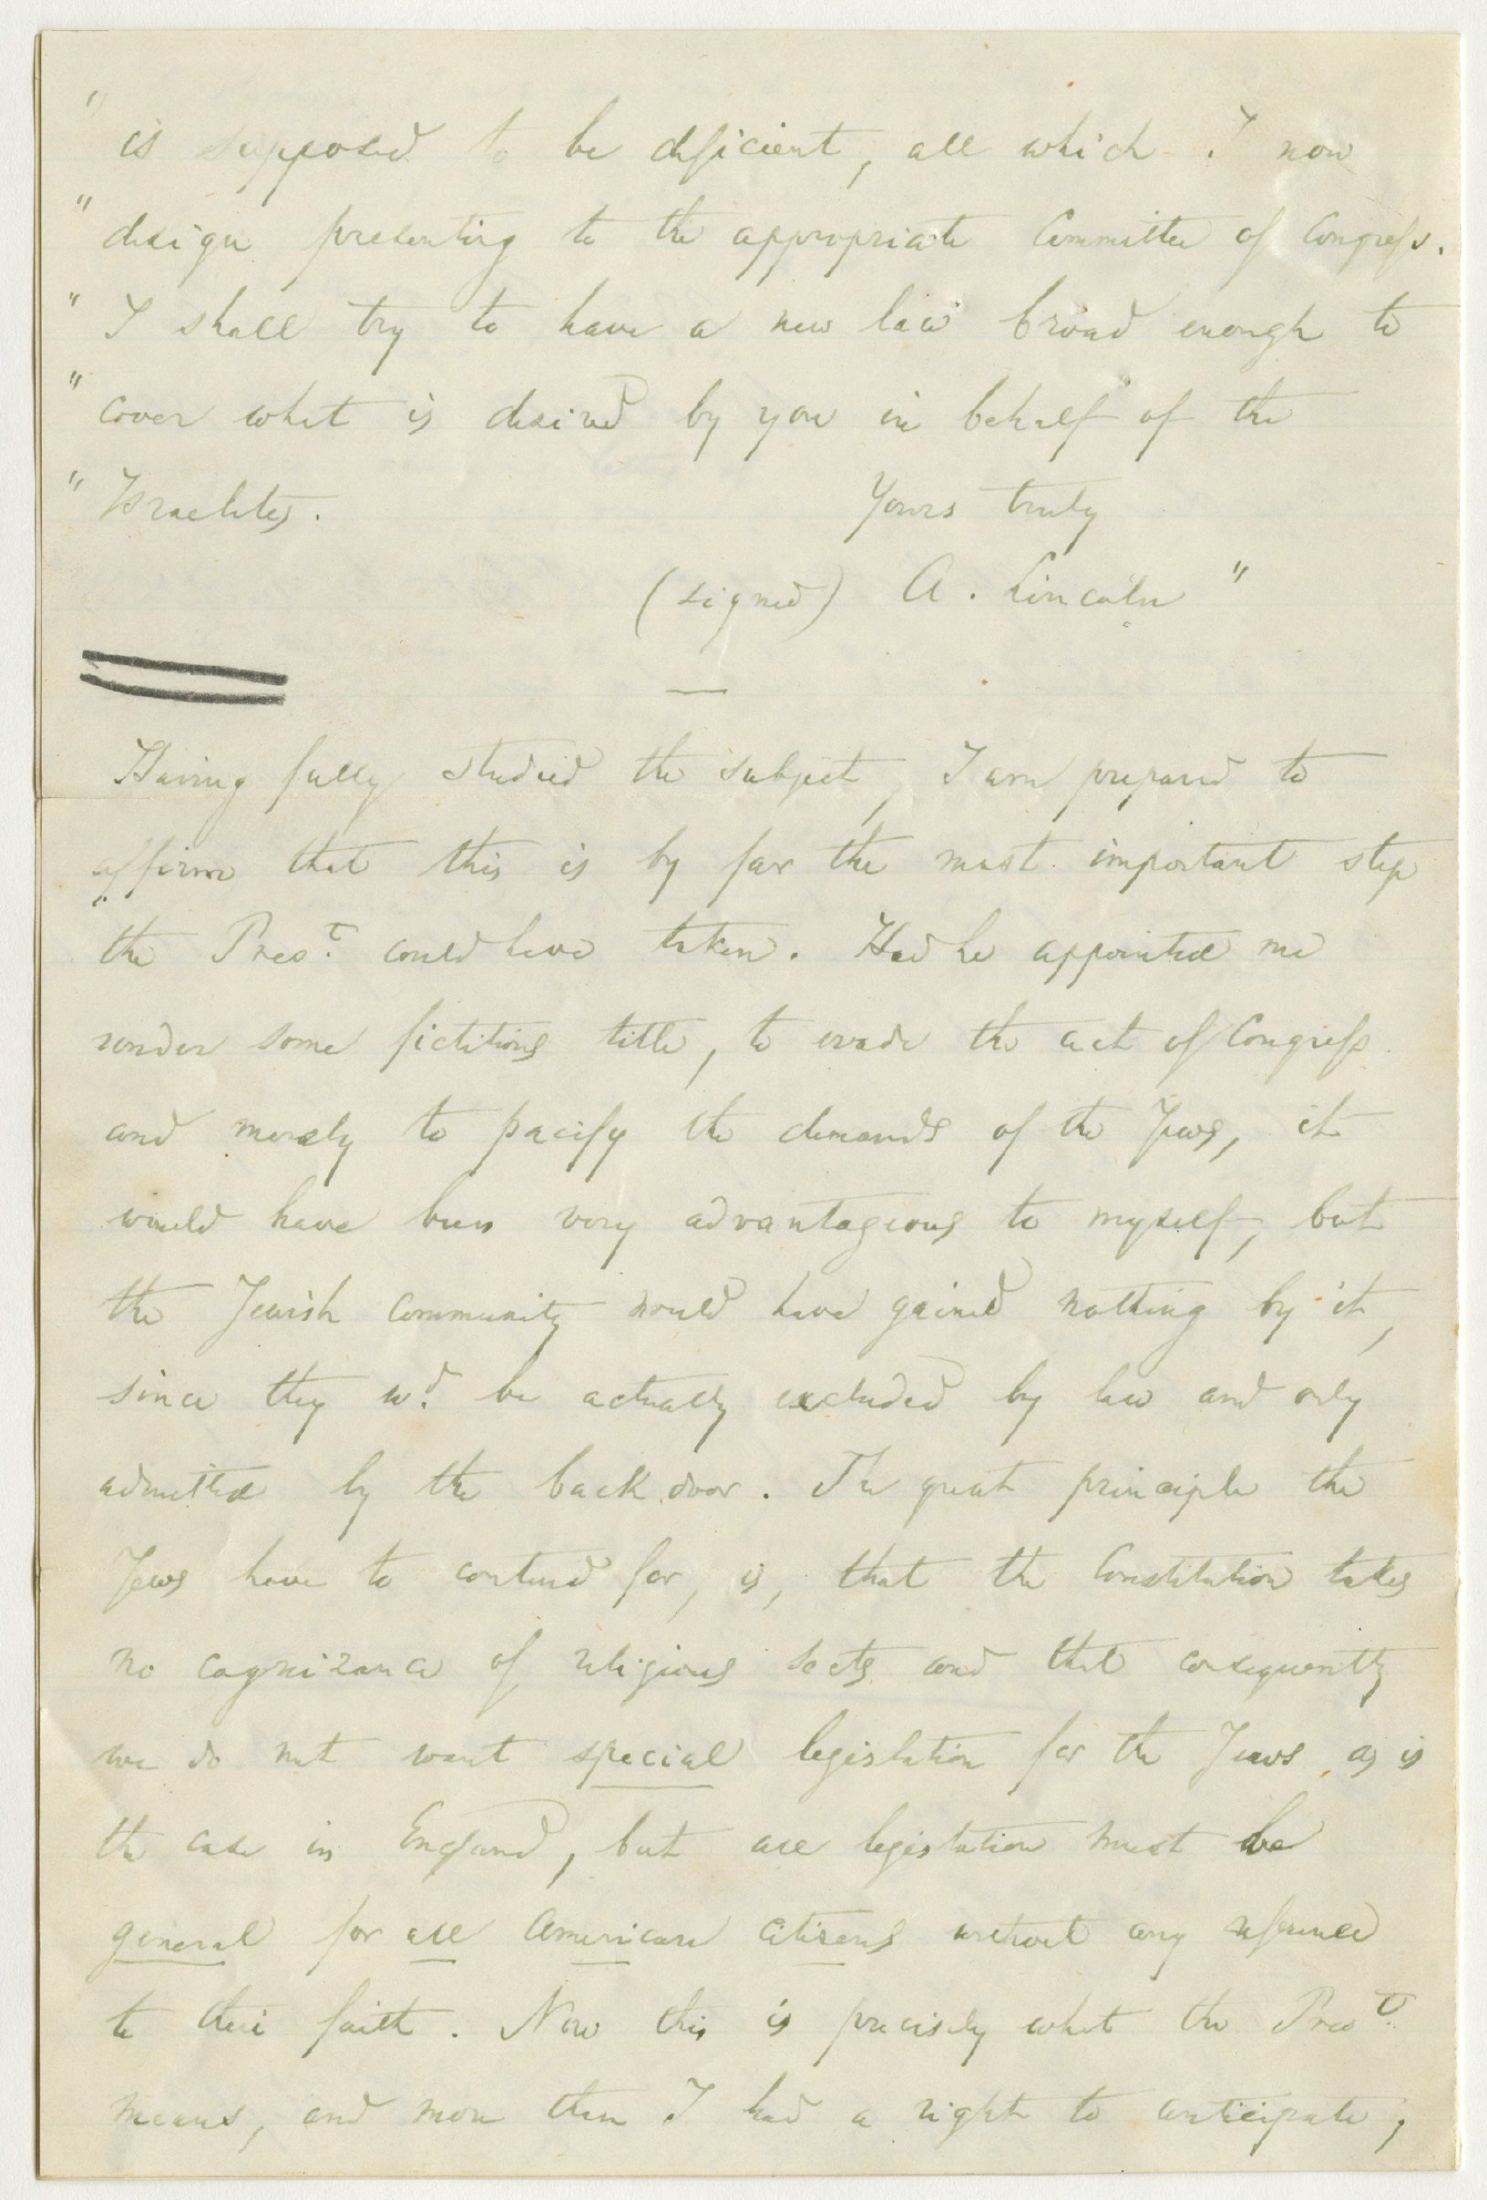 " is supposed to be deficient, all which I now
" design presenting to the appropriate Committee of Congress.
" I shall try to have a new law broad enough to
" cover what is desired by you in behalf of the
" Israelites.
Yours truly
(signed) A. Lincoln "
Having fully studied the subject, I am prepared to
affirm that this is by far the most important step
the Prest. could have taken. Had he appointed me
under some fictitious title, to evade the act of Congress
and merely to pacify the demands of the Jews, it
would have been very advantageous to myself, but
the Jewish community would have gained nothing by it,
since they wd. be actually excluded by law and only
admitted by the back door. The great principle the
Jews have to contend for, is, that the Constitution takes
no cognizance of religious sects and that consequently
we do not want special legislation for the Jews as is
the case in England, but all legislation must be
general for all American citizens without any reference
to their faith. Now this is precisely what the Prest.
means, and more than I had a right to anticipate,